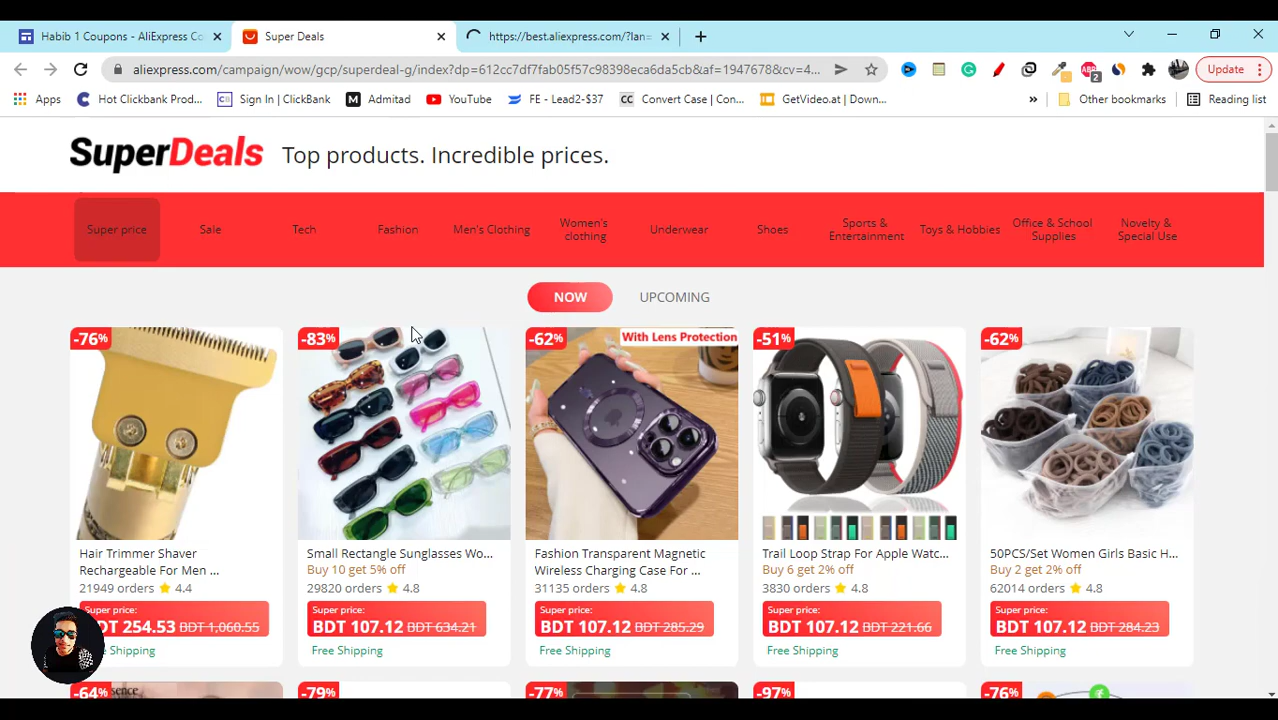 Habib 1 Coupons - AliExpress Co
Super Deals
https://best.aliexpress.com/?lan=
aliexpress.com/campaign/wow/gcp/superdeal-g/index?dp=612cc7df7fab05f57c98398eca6da5cb&af=1947678&cv=4...
ABP
2
Update
Apps
Hot Clickbank Prod...
Sign In | ClickBank
Admitad
YouTube
FE - Lead2-$37
CC
Convert Case | Con...
GetVideo.at | Down...
»
Other bookmarks
Reading list
SuperDeals
Top products. Incredible prices.
Super price
Sale
Tech
Fashion
Men's Clothing
Women's
clothing
Underwear
Shoes
Sports &
Entertainment
Toys & Hobbies
Office & School
Supplies
Novelty &
Special Use
NOW
UPCOMING
-76%
-83%
-62%
With Lens Protection
-51%
-62%
Hair Trimmer Shaver
Rechargeable For Men ...
21949 orders 4.4
Super price:
BDT 254.53 BDT 1,060.55
Shipping
Small Rectangle Sunglasses Wo...
Buy 10 get 5% off
29820 orders 4.8
Super price:
BDT 107.12 BDT 634.21
Free Shipping
Fashion Transparent Magnetic
Wireless Charging Case For ...
31135 orders 4.8
Super price:
BDT 107.12 BDT 285.29
Free Shipping
Trail Loop Strap For Apple Watc...
Buy 6 get 2% off
3830 orders 4.8
Super price:
BDT 107.12 BDT 221.66
Free Shipping
50PCS/Set Women Girls Basic H...
Buy 2 get 2% off
62014 orders 4.8
Super price:
BDT 107.12 BDT 284.23
Free Shipping
-64%
-79%
-77%
-97%
-76%